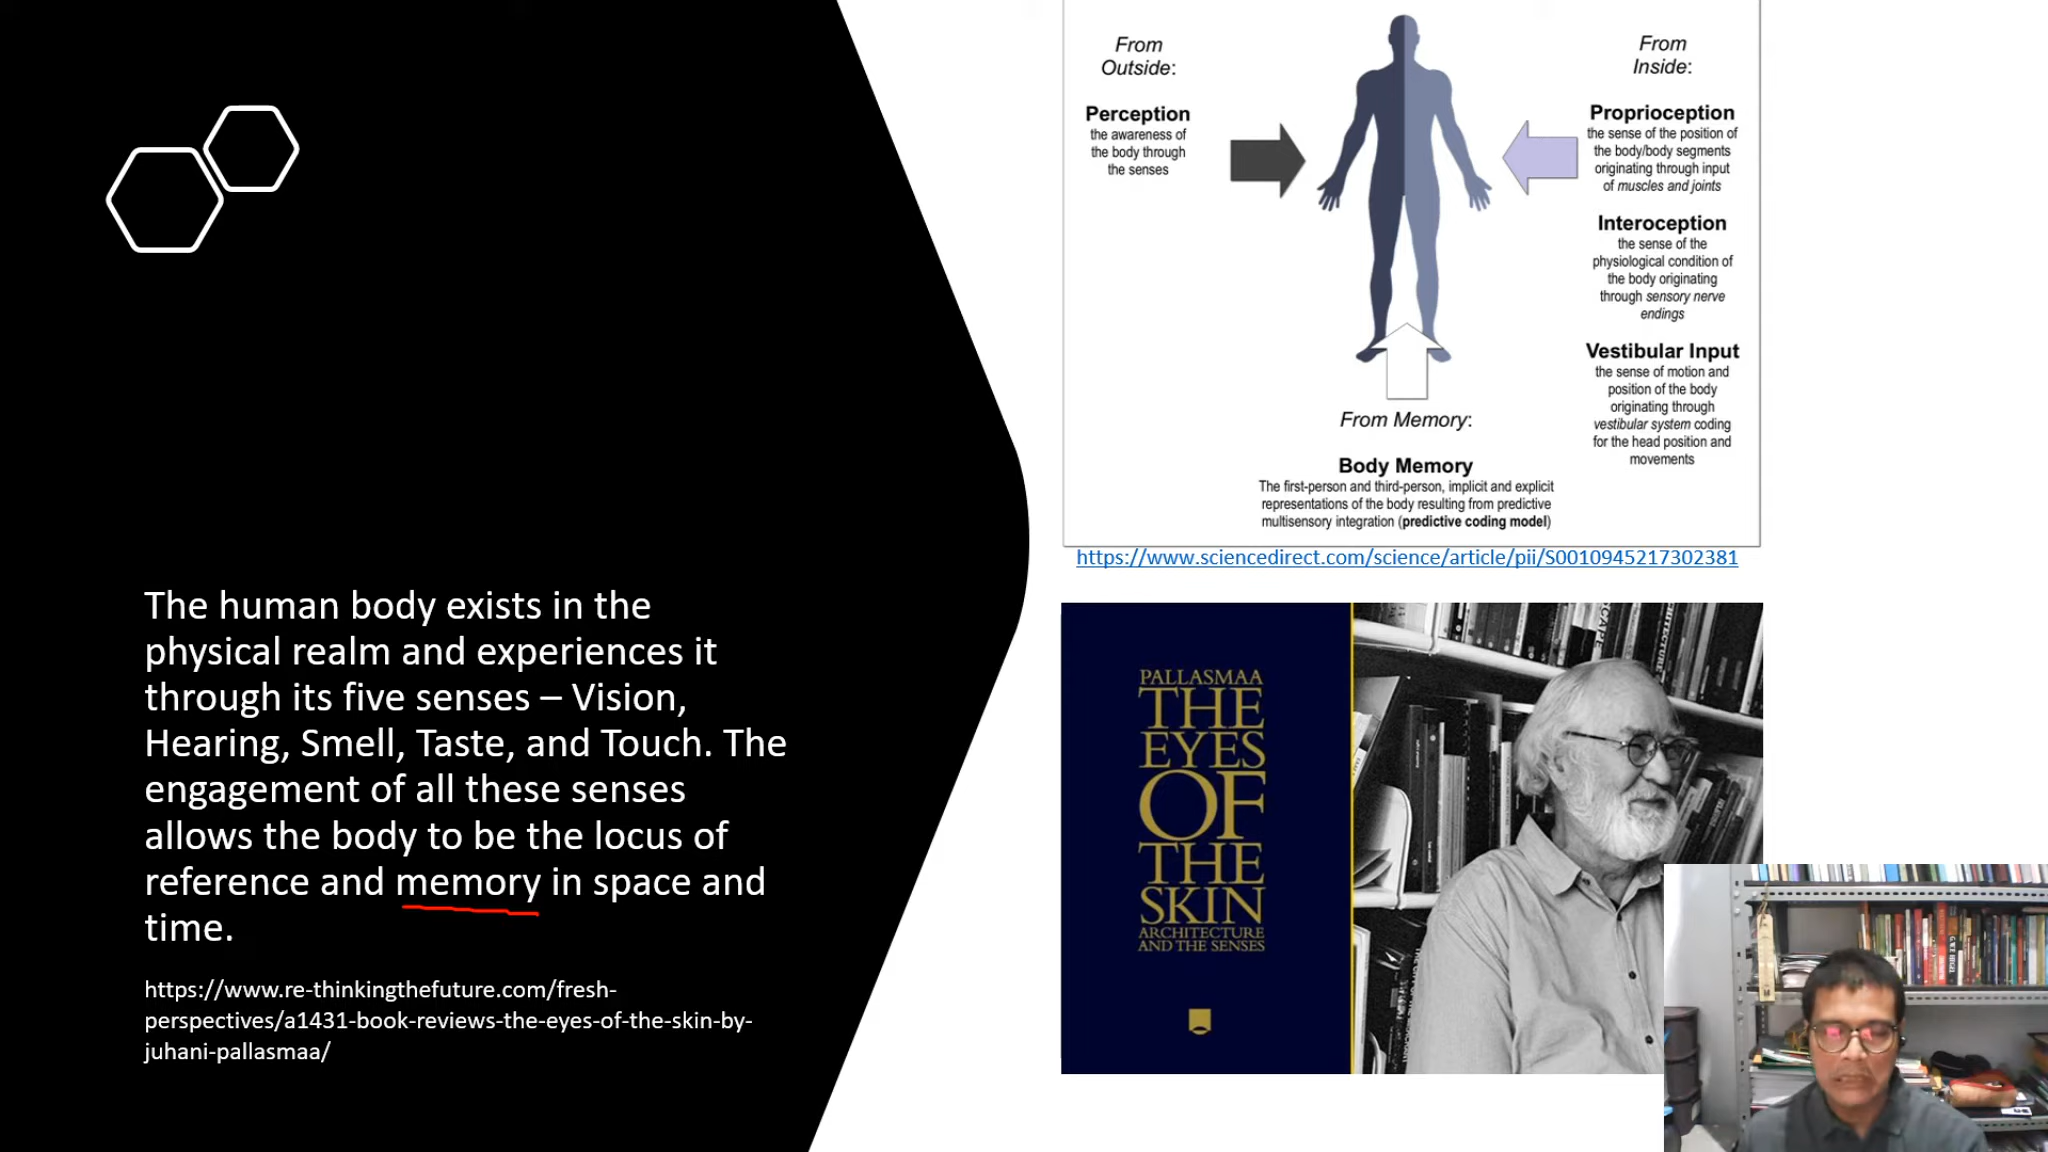 The human body exists in the
physical realm and experiences it
through its five senses – Vision,
Hearing, Smell, Taste, and Touch. The
engagement of all these senses
allows the body to be the locus of
reference and memory in space and
time.
https://www.re-thinkingthefuture.com/fresh-
perspectives/a1431-book-reviews-the-eyes-of-the-skin-by-
juhani-pallasmaa/
From
Outside:
Perception
the awareness of
the body through
the senses
From
Inside:
Proprioception
the sense of the position of
the body/body segments
originating through input
of muscles and joints
Interoception
the sense of the
physiological condition of
the body originating
through sensory nerve
endings
Vestibular Input
the sense of motion and
position of the body
originating through
vestibular system coding
for the head position and
movements
From Memory:
Body Memory
The first-person and third-person, implicit and explicit
representations of the body resulting from predictive
multisensory integration (predictive coding model)
https://www.sciencedirect.com/science/article/pii/S0010945217302381
PALLASMAA
THE
EYES
OF
THE
SKIN
ARCHITECTURE
AND THE SENSES